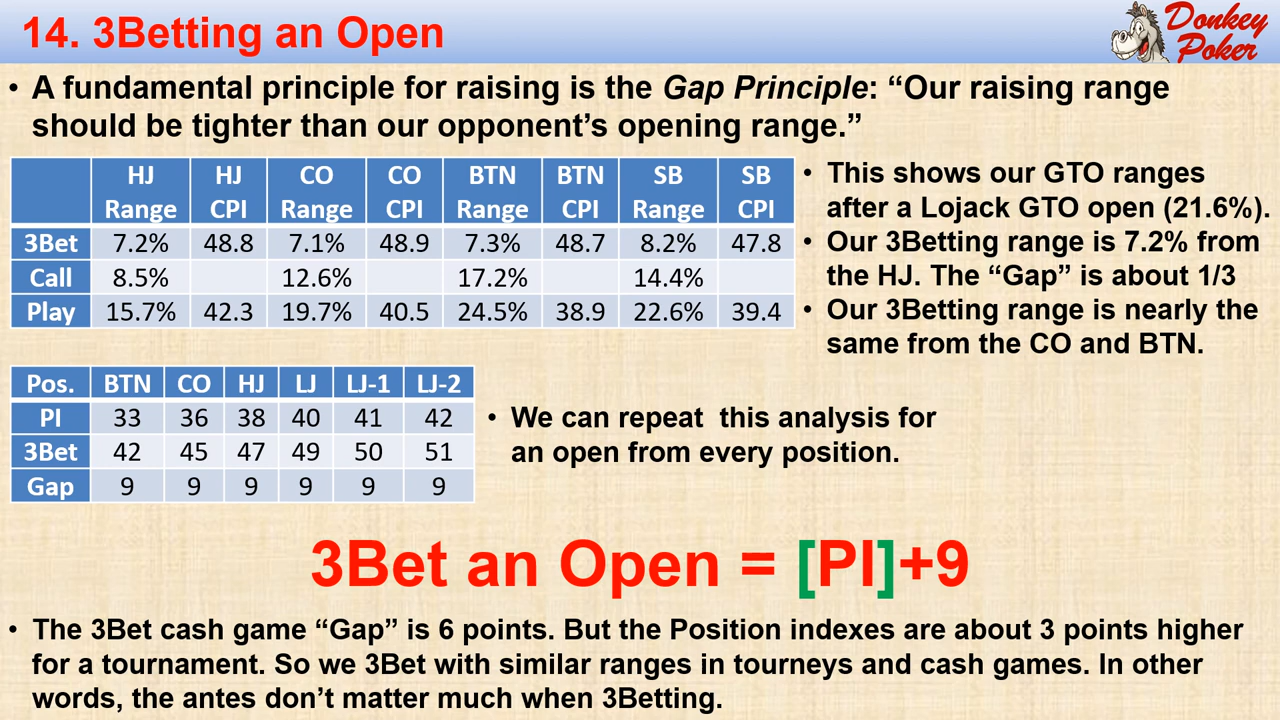 14. 3Betting an Open
Donkey
Poker
• A fundamental principle for raising is the Gap Principle: “Our raising range
should be tighter than our opponent’s opening range.”
HJ Range HJ CPI CO Range CO CPI BTN Range BTN CPI SB Range SB CPI
3Bet 7.2% 48.8 7.1% 48.9 7.3% 48.7 8.2% 47.8
Call 8.5% 12.6% 17.2% 14.4%
Play 15.7% 42.3 19.7% 40.5 24.5% 38.9 22.6% 39.4
• This shows our GTO ranges
after a Lojack GTO open (21.6%).
• Our 3Betting range is 7.2% from
the HJ. The “Gap” is about 1/3
• Our 3Betting range is nearly the
same from the CO and BTN.
Pos. BTN CO HJ LJ LJ-1 LJ-2
PI 33 36 38 40 41 42
3Bet 42 45 47 49 50 51
Gap 9 9 9 9 9 9
• We can repeat this analysis for
an open from every position.
3Bet an Open = [PI]+9
• The 3Bet cash game “Gap” is 6 points. But the Position indexes are about 3 points higher
for a tournament. So we 3Bet with similar ranges in tourneys and cash games. In other
words, the antes don’t matter much when 3Betting.